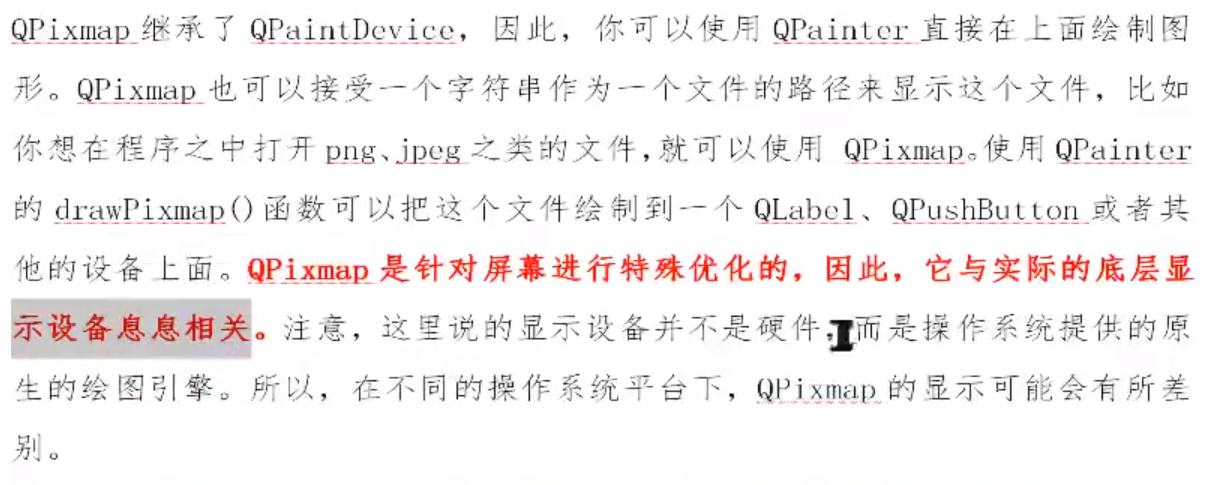 QPixmap 继承了 QPaintDevice，因此，你可以使用 QPainter 直接在上面绘制图
形。QPixmap 也可以接受一个字符串作为一个文件的路径来显示这个文件，比如
你想在程序之中打开 png、jpeg 之类的文件，就可以使用 QPixmap。使用 QPainter
的 drawPixmap()函数可以把这个文件绘制到一个 QLabel、QPushButton 或者其
他的设备上面。QPixmap 是针对屏幕进行特殊优化的，因此，它与实际的底层显
示设备息息相关。注意，这里说的显示设备并不是硬件，而是操作系统提供的原
生的绘图引擎。所以，在不同的操作系统平台下，QPixmap 的显示可能会有所差
别。